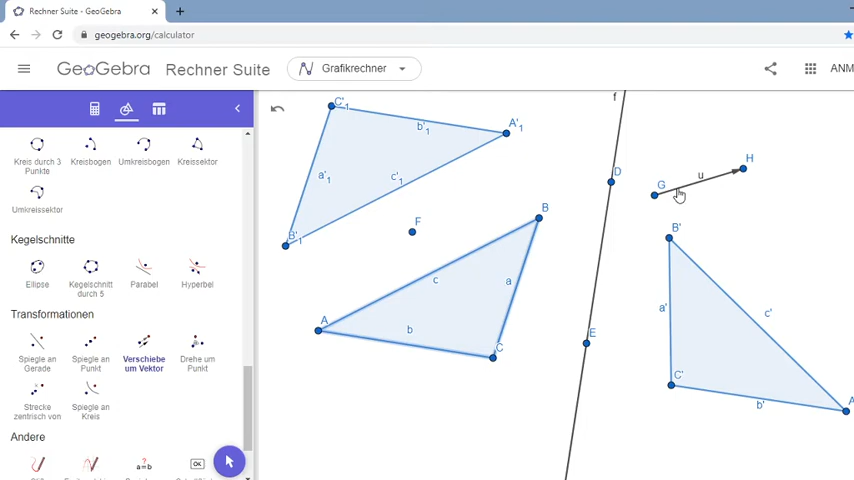 Rechner Suite - GeoGebra
geogebra.org/calculator
GeoGebra
Rechner Suite
Grafikrechner
ANM
Kreis durch 3
Punkte
Kreisbogen
Umkreisbogen
Kreissektor
Umkreissektor
Kegelschnitte
Ellipse
Kegelschnitt
durch 5
Parabel
Hyperbel
Transformationen
Spiegle an
Gerade
Spiegle an
Punkt
Verschiebe
um Vektor
Drehe um
Punkt
Strecke
zentrisch von
Spiegle an
Kreis
Andere
a=b
OK
C'1
b'1
A'1
a'1
c'1
B'1
F
f
D
G
u
H
B
c
a
A
b
C
E
B'
a'
c'
C'
b'
A